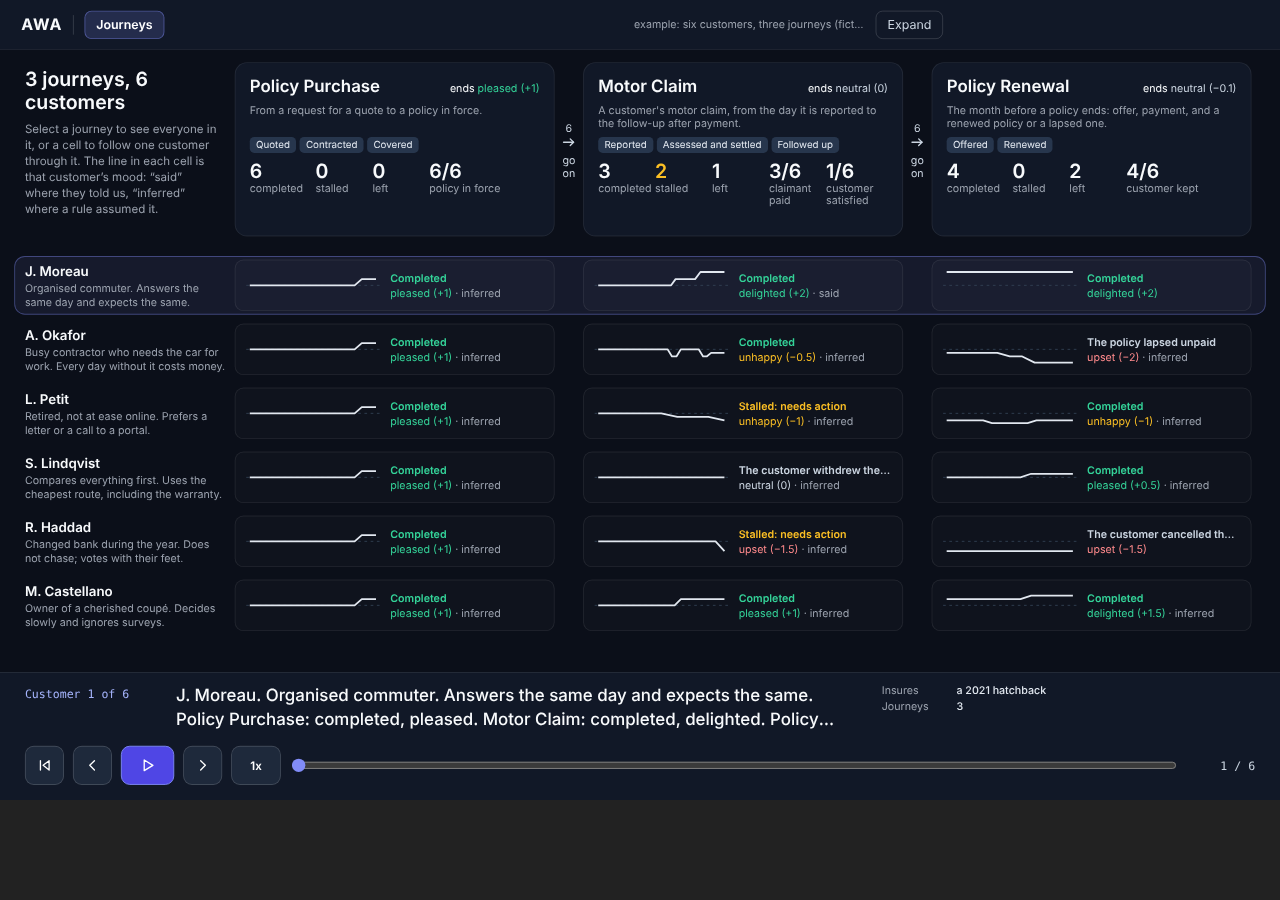 AWA
Journeys
example: six customers, three journeys (fict...
Expand
3 journeys, 6
customers
Select a journey to see everyone in
it, or a cell to follow one customer
through it. The line in each cell is
that customer's mood: “said”
where they told us, “inferred”
where a rule assumed it.
Policy Purchase
ends pleased (+1)
From a request for a quote to a policy in force.
Quoted Contracted Covered
6 0 0 6/6
completed stalled left policy in force
6
→
go
on
Motor Claim
ends neutral (0)
A customer's motor claim, from the day it is reported to
the follow-up after payment.
Reported Assessed and settled Followed up
3 2 1 3/6 1/6
completed stalled left claimant customer
paid satisfied
6
→
go
on
Policy Renewal
ends neutral (−0.1)
The month before a policy ends: offer, payment, and a
renewed policy or a lapsed one.
Offered Renewed
4 0 2 4/6
completed stalled left customer kept
J. Moreau
Organised commuter. Answers the
same day and expects the same.
Completed
pleased (+1) · inferred
Completed
delighted (+2) · said
Completed
delighted (+2)
A. Okafor
Busy contractor who needs the car for
work. Every day without it costs money.
Completed
pleased (+1) · inferred
Completed
unhappy (−0.5) · inferred
The policy lapsed unpaid
upset (−2) · inferred
L. Petit
Retired, not at ease online. Prefers a
letter or a call to a portal.
Completed
pleased (+1) · inferred
Stalled: needs action
unhappy (−1) · inferred
Completed
unhappy (−1) · inferred
S. Lindqvist
Compares everything first. Uses the
cheapest route, including the warranty.
Completed
pleased (+1) · inferred
The customer withdrew the...
neutral (0) · inferred
Completed
pleased (+0.5) · inferred
R. Haddad
Changed bank during the year. Does
not chase; votes with their feet.
Completed
pleased (+1) · inferred
Stalled: needs action
upset (−1.5) · inferred
The customer cancelled th...
upset (−1.5)
M. Castellano
Owner of a cherished coupé. Decides
slowly and ignores surveys.
Completed
pleased (+1) · inferred
Completed
pleased (+1) · inferred
Completed
delighted (+1.5) · inferred
Customer 1 of 6
J. Moreau. Organised commuter. Answers the same day and expects the same.
Policy Purchase: completed, pleased. Motor Claim: completed, delighted. Policy...
Insures a 2021 hatchback
Journeys 3
1x
1 / 6